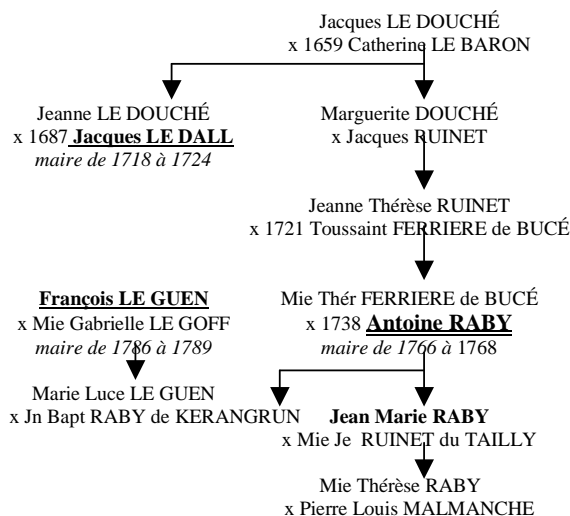 Jacques LE DOUCHÉ
x 1659 Catherine LE BARON
Jeanne LE DOUCHÉ
x 1687 Jacques LE DALL
maire de 1718 à 1724
Marguerite DOUCHÉ
x Jacques RUINET
Jeanne Thérèse RUINET
x 1721 Toussaint FERRIERE de BUCÉ
François LE GUEN
x Mie Gabrielle LE GOFF
maire de 1786 à 1789
Mie Thér FERRIERE de BUCÉ
x 1738 Antoine RABY
maire de 1766 à 1768
Marie Luce LE GUEN
x Jn Bapt RABY de KERANGRUN
Jean Marie RABY
x Mie Je RUINET du TAILLY
Mie Thérèse RABY
x Pierre Louis MALMANCHE